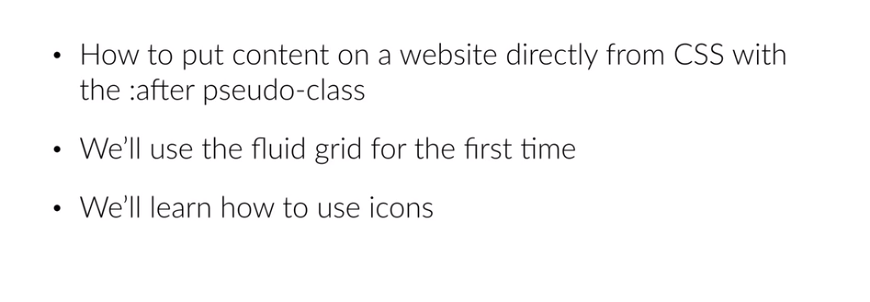 • How to put content on a website directly from CSS with
the :after pseudo-class
• We’ll use the fluid grid for the first time
• We’ll learn how to use icons